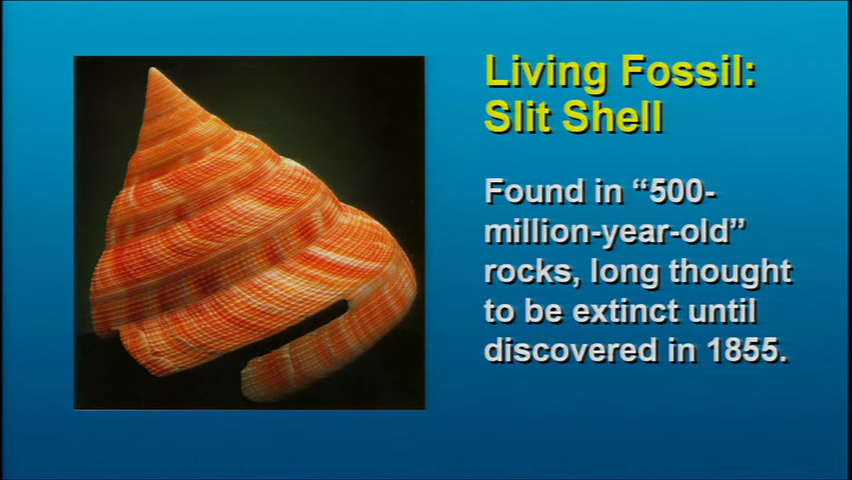 Living Fossil:
Slit Shell
Found in “500-
million-year-old”
rocks, long thought
to be extinct until
discovered in 1855.